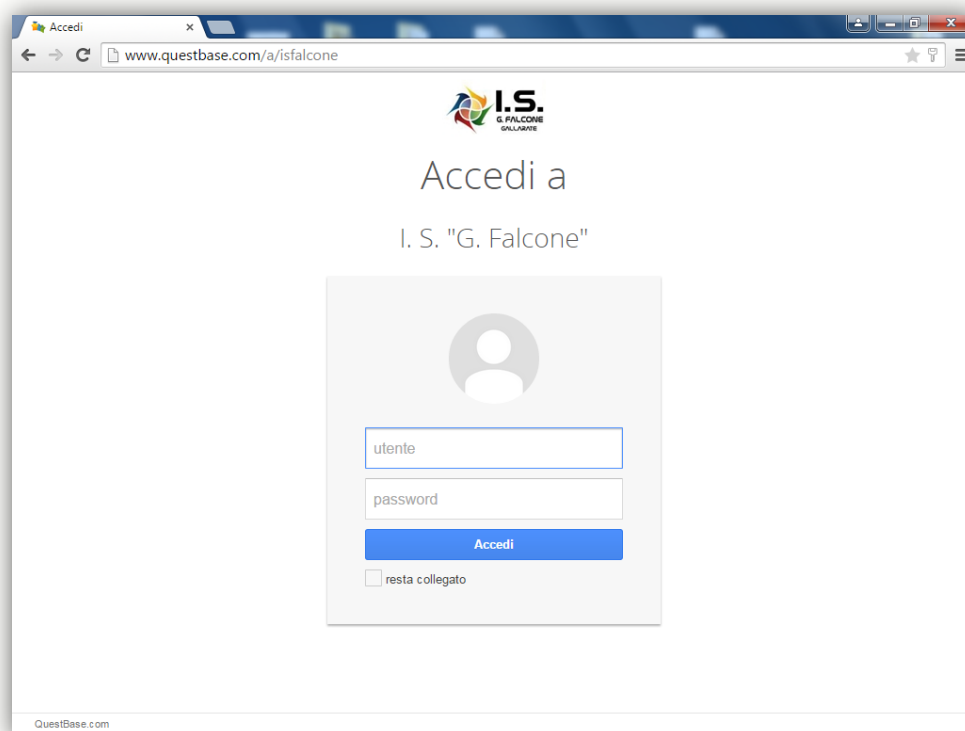 Accedi
www.questbase.com/a/isfalcone
I.S.
G. FALCONE
GALLARATE
Accedi a
I. S. "G. Falcone"
utente
password
Accedi
resta collegato
QuestBase.com